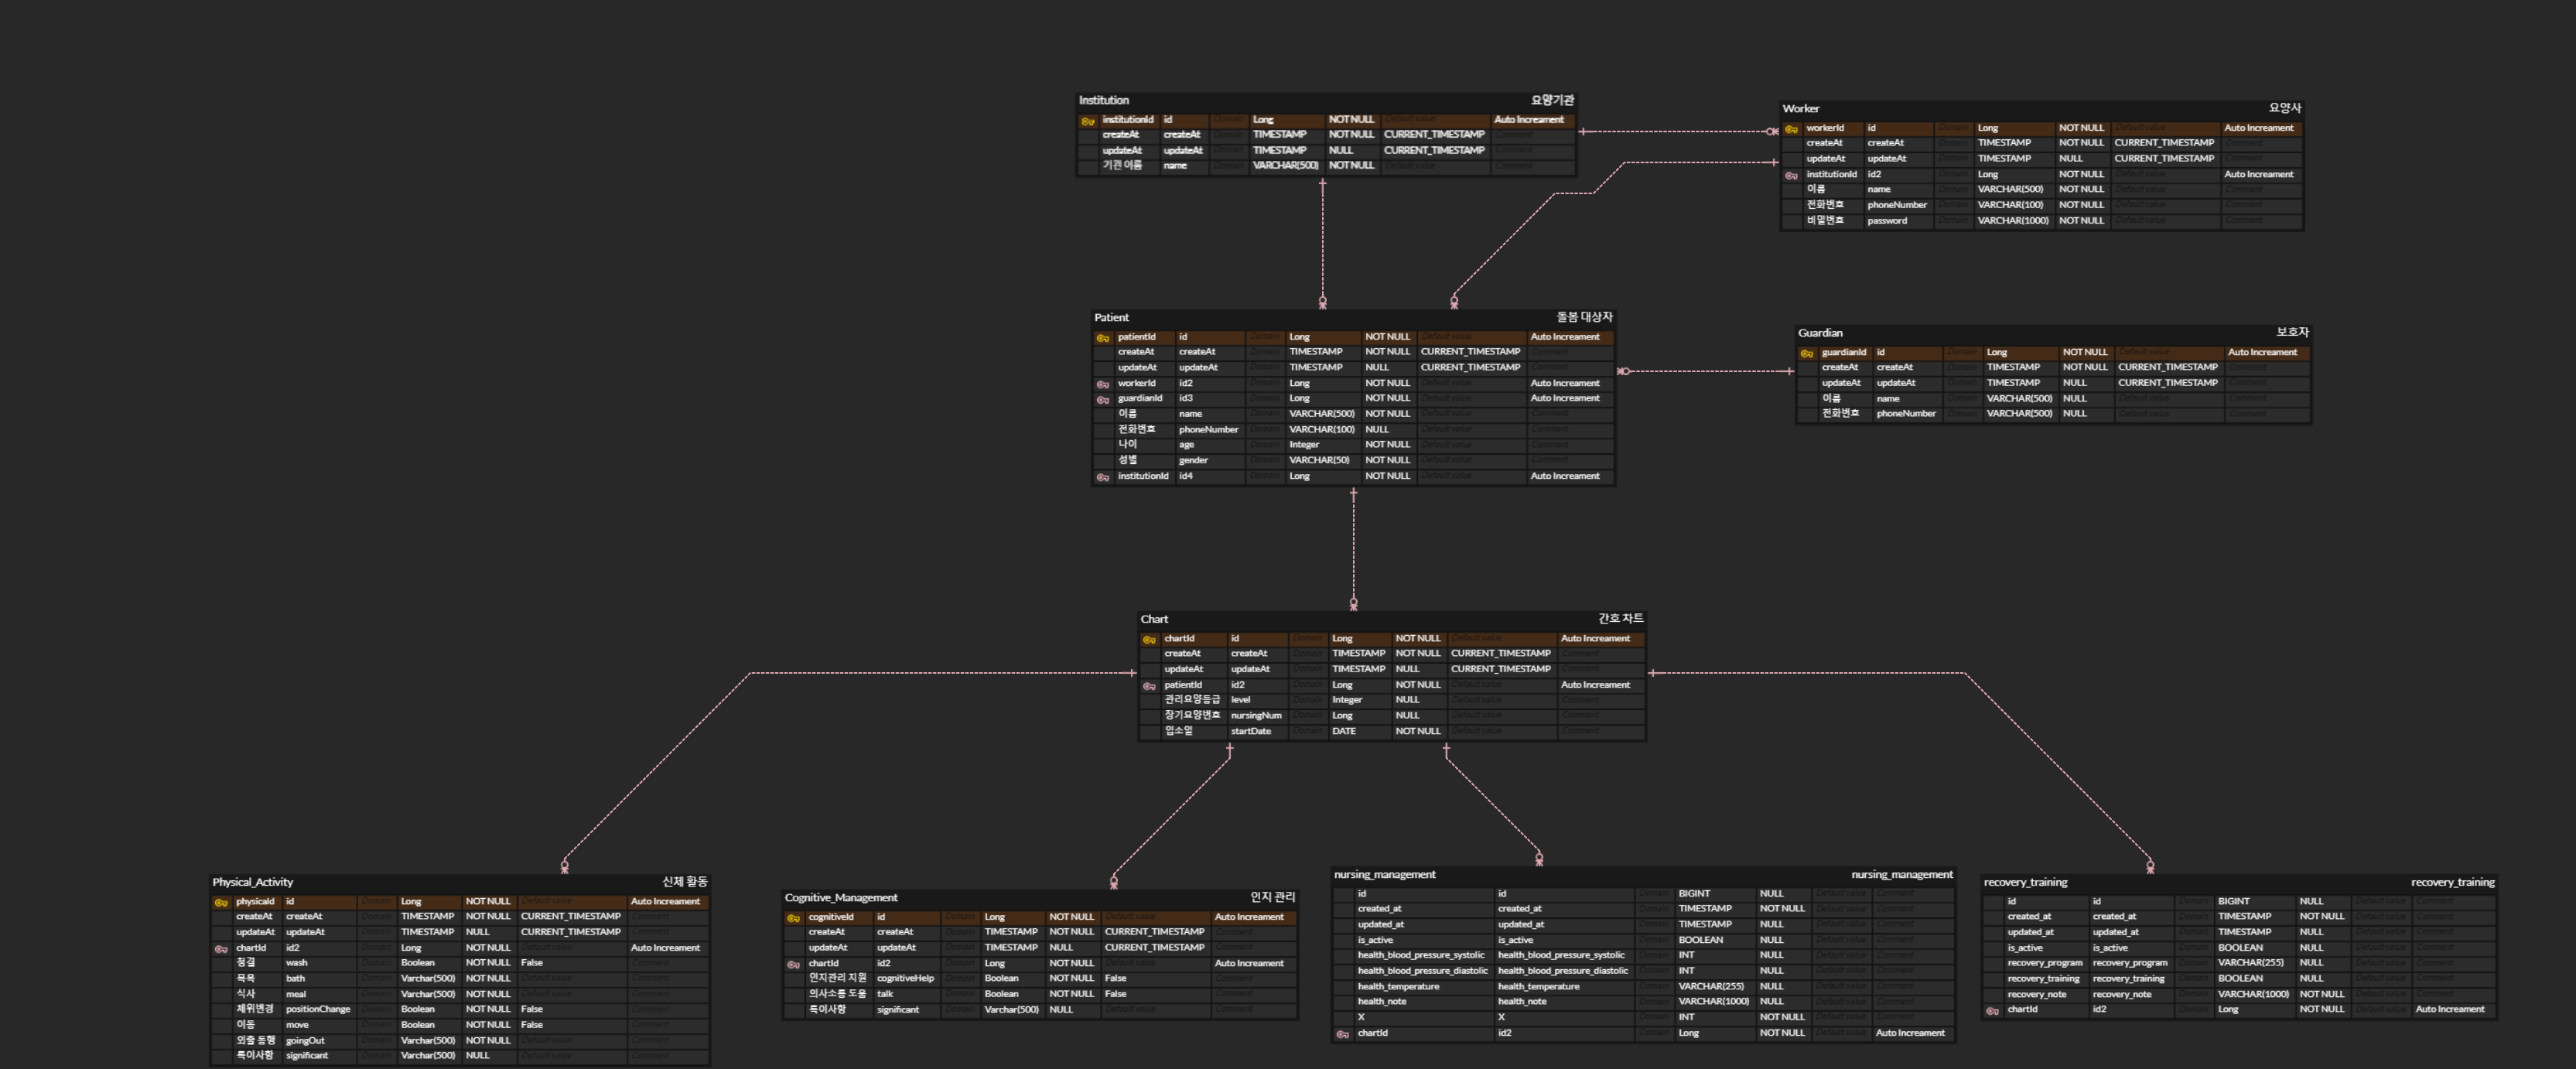 Institution 요양기관
institutionId id Domain Long NOT NULL Default value Auto Increament
createAt createAt Domain TIMESTAMP NOT NULL CURRENT_TIMESTAMP Comment
updateAt updateAt Domain TIMESTAMP NULL CURRENT_TIMESTAMP Comment
기관 이름 name Domain VARCHAR(500) NOT NULL Default value Comment
Worker 요양사
workerId id Domain Long NOT NULL Default value Auto Increament
createAt createAt Domain TIMESTAMP NOT NULL CURRENT_TIMESTAMP Comment
updateAt updateAt Domain TIMESTAMP NULL CURRENT_TIMESTAMP Comment
institutionId id2 Domain Long NOT NULL Default value Auto Increament
이름 name Domain VARCHAR(500) NOT NULL Default value Comment
전화번호 phoneNumber Domain VARCHAR(100) NOT NULL Default value Comment
비밀번호 password Domain VARCHAR(1000) NOT NULL Default value Comment
Patient 돌봄 대상자
patientId id Domain Long NOT NULL Default value Auto Increament
createAt createAt Domain TIMESTAMP NOT NULL CURRENT_TIMESTAMP Comment
updateAt updateAt Domain TIMESTAMP NULL CURRENT_TIMESTAMP Comment
workerId id2 Domain Long NOT NULL Default value Auto Increament
guardianId id3 Domain Long NOT NULL Default value Auto Increament
이름 name Domain VARCHAR(500) NOT NULL Default value Comment
전화번호 phoneNumber Domain VARCHAR(100) NULL Default value Comment
나이 age Domain Integer NOT NULL Default value Comment
성별 gender Domain VARCHAR(50) NOT NULL Default value Comment
institutionId id4 Domain Long NOT NULL Default value Auto Increament
Guardian 보호자
guardianId id Domain Long NOT NULL Default value Auto Increament
createAt createAt Domain TIMESTAMP NOT NULL CURRENT_TIMESTAMP Comment
updateAt updateAt Domain TIMESTAMP NULL CURRENT_TIMESTAMP Comment
이름 name Domain VARCHAR(500) NULL Default value Comment
전화번호 phoneNumber Domain VARCHAR(500) NULL Default value Comment
Chart 간호 차트
chartId id Domain Long NOT NULL Default value Auto Increament
createAt createAt Domain TIMESTAMP NOT NULL CURRENT_TIMESTAMP Comment
updateAt updateAt Domain TIMESTAMP NULL CURRENT_TIMESTAMP Comment
patientId id2 Domain Long NOT NULL Default value Auto Increament
관리요양등급 level Domain Integer NULL Default value Comment
장기요양번호 nursingNum Domain Long NULL Default value Comment
입소일 startDate Domain DATE NOT NULL Default value Comment
Physical_Activity 신체 활동
physicalId id Domain Long NOT NULL Default value Auto Increament
createAt createAt Domain TIMESTAMP NOT NULL CURRENT_TIMESTAMP Comment
updateAt updateAt Domain TIMESTAMP NULL CURRENT_TIMESTAMP Comment
chartId id2 Domain Long NOT NULL Default value Auto Increament
청결 wash Domain Boolean NOT NULL False Comment
목욕 bath Domain Varchar(500) NOT NULL Default value Comment
식사 meal Domain Varchar(500) NOT NULL Default value Comment
체위변경 positionChange Domain Boolean NOT NULL False Comment
이동 move Domain Boolean NOT NULL False Comment
외출 동행 goingOut Domain Varchar(500) NOT NULL Default value Comment
특이사항 significant Domain Varchar(500) NULL Default value Comment
Cognitive_Management 인지 관리
cognitiveId id Domain Long NOT NULL Default value Auto Increament
createAt createAt Domain TIMESTAMP NOT NULL CURRENT_TIMESTAMP Comment
updateAt updateAt Domain TIMESTAMP NULL CURRENT_TIMESTAMP Comment
chartId id2 Domain Long NOT NULL Default value Auto Increament
인지관리 지원 cognitiveHelp Domain Boolean NOT NULL False Comment
의사소통 도움 talk Domain Boolean NOT NULL False Comment
특이사항 significant Domain Varchar(500) NULL Default value Comment
nursing_management nursing_management
id id Domain BIGINT NULL Default value Comment
created_at created_at Domain TIMESTAMP NOT NULL Default value Comment
updated_at updated_at Domain TIMESTAMP NULL Default value Comment
is_active is_active Domain BOOLEAN NULL Default value Comment
health_blood_pressure_systolic health_blood_pressure_systolic Domain INT NULL Default value Comment
health_blood_pressure_diastolic health_blood_pressure_diastolic Domain INT NULL Default value Comment
health_temperature health_temperature Domain VARCHAR(255) NULL Default value Comment
health_note health_note Domain VARCHAR(1000) NULL Default value Comment
X X Domain INT NOT NULL Default value Comment
chartId id2 Domain Long NOT NULL Default value Auto Increament
recovery_training recovery_training
id id Domain BIGINT NULL Default value Comment
created_at created_at Domain TIMESTAMP NOT NULL Default value Comment
updated_at updated_at Domain TIMESTAMP NULL Default value Comment
is_active is_active Domain BOOLEAN NULL Default value Comment
recovery_program recovery_program Domain VARCHAR(255) NULL Default value Comment
recovery_training recovery_training Domain BOOLEAN NULL Default value Comment
recovery_note recovery_note Domain VARCHAR(1000) NOT NULL Default value Comment
chartId id2 Domain Long NOT NULL Default value Auto Increament